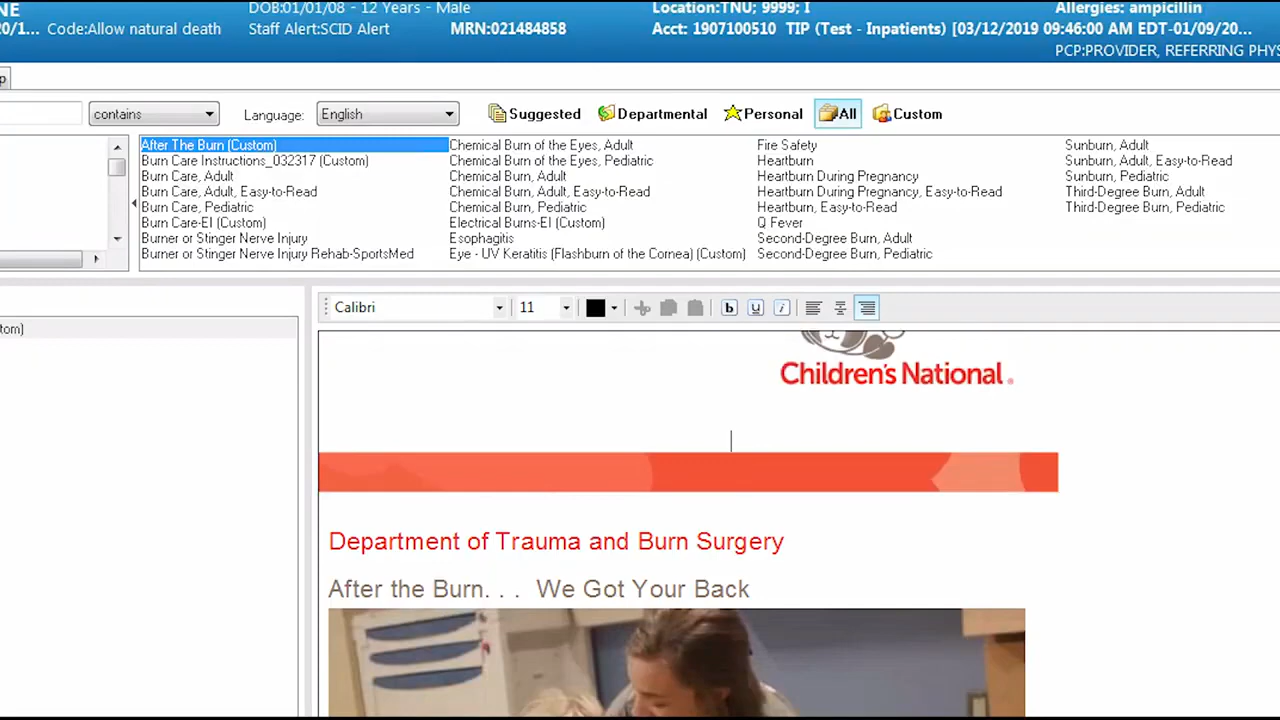 NE
DOB:01/01/08 - 12 Years - Male
Location:TNU; 9999; I
Allergies: ampicillin
20/1... Code:Allow natural death
Staff Alert:SCID Alert
MRN:021484858
Acct: 1907100510 TIP (Test - Inpatients) [03/12/2019 09:46:00 AM EDT-01/09/20...
PCP:PROVIDER, REFERRING PHYS
p
contains
Language:
English
Suggested
Departmental
Personal
All
Custom
After The Burn (Custom)
Burn Care Instructions_032317 (Custom)
Burn Care, Adult
Burn Care, Adult, Easy-to-Read
Burn Care, Pediatric
Burn Care-EI (Custom)
Burner or Stinger Nerve Injury
Burner or Stinger Nerve Injury Rehab-SportsMed
Chemical Burn of the Eyes, Adult
Chemical Burn of the Eyes, Pediatric
Chemical Burn, Adult
Chemical Burn, Adult, Easy-to-Read
Chemical Burn, Pediatric
Electrical Burns-EI (Custom)
Esophagitis
Eye - UV Keratitis (Flashburn of the Cornea) (Custom)
Fire Safety
Heartburn
Heartburn During Pregnancy
Heartburn During Pregnancy, Easy-to-Read
Heartburn, Easy-to-Read
Q Fever
Second-Degree Burn, Adult
Second-Degree Burn, Pediatric
Sunburn, Adult
Sunburn, Adult, Easy-to-Read
Sunburn, Pediatric
Third-Degree Burn, Adult
Third-Degree Burn, Pediatric
tom)
Calibri
11
b
U
i
Children's National
Department of Trauma and Burn Surgery
After the Burn. . . We Got Your Back